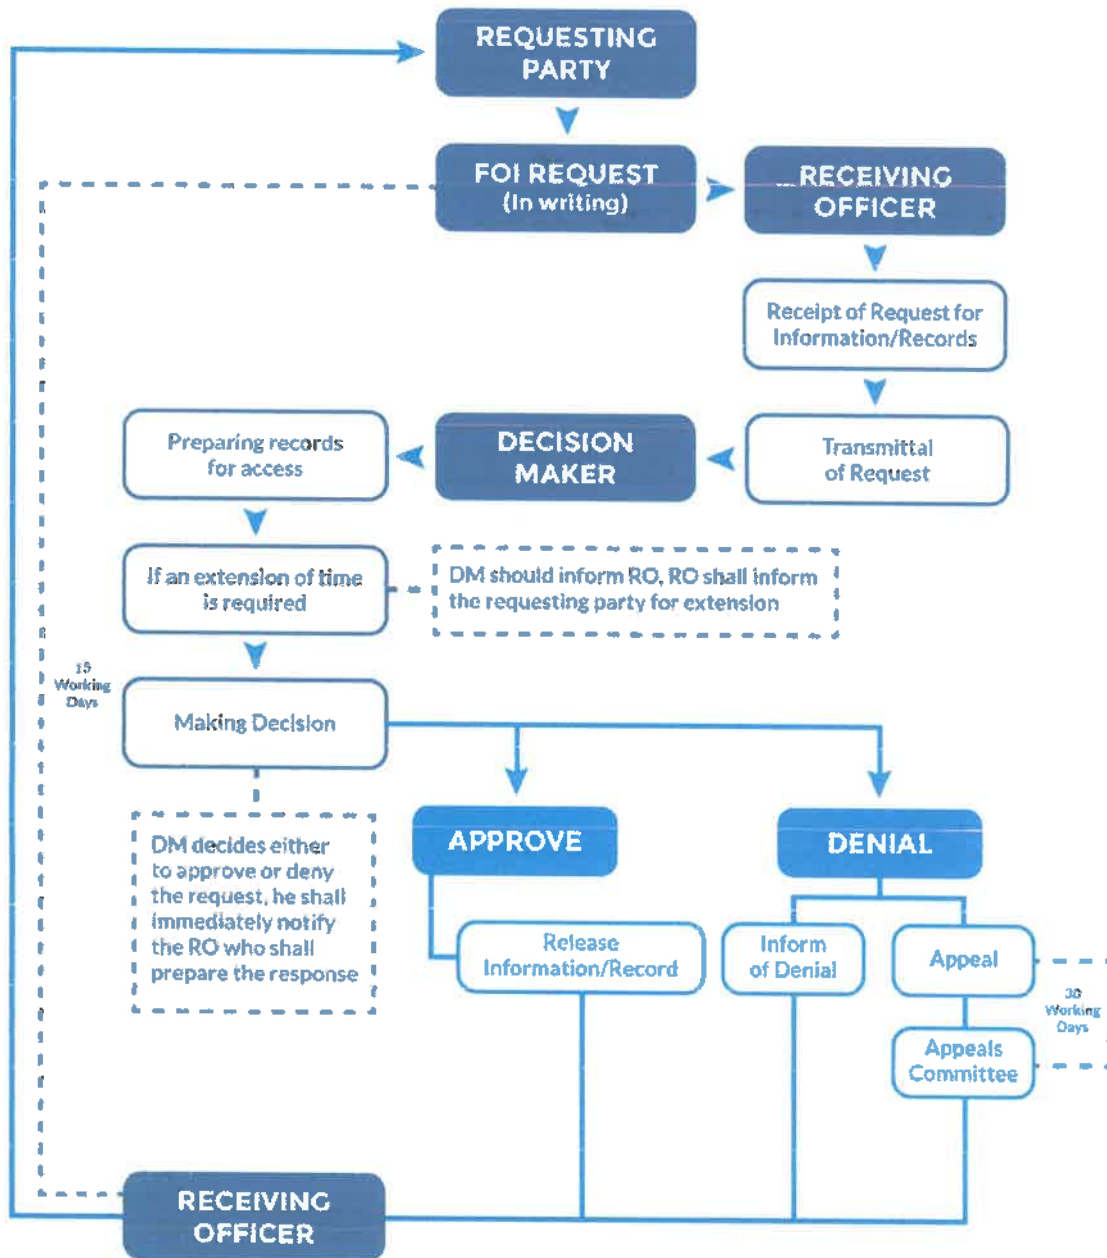 REQUESTING
PARTY
FOI REQUEST
(In writing)
RECEIVING
OFFICER
Receipt of Request for
Information/Records
Transmittal
of Request
DECISION
MAKER
Preparing records
for access
If an extension of time
is required
DM should inform RO, RO shall inform
the requesting party for extension
15
Working
Days
Making Decision
DM decides either
to approve or deny
the request, he shall
immediately notify
the RO who shall
prepare the response
APPROVE
DENIAL
Release
Information/Record
Inform
of Denial
Appeal
30
Working
Days
Appeals
Committee
RECEIVING
OFFICER